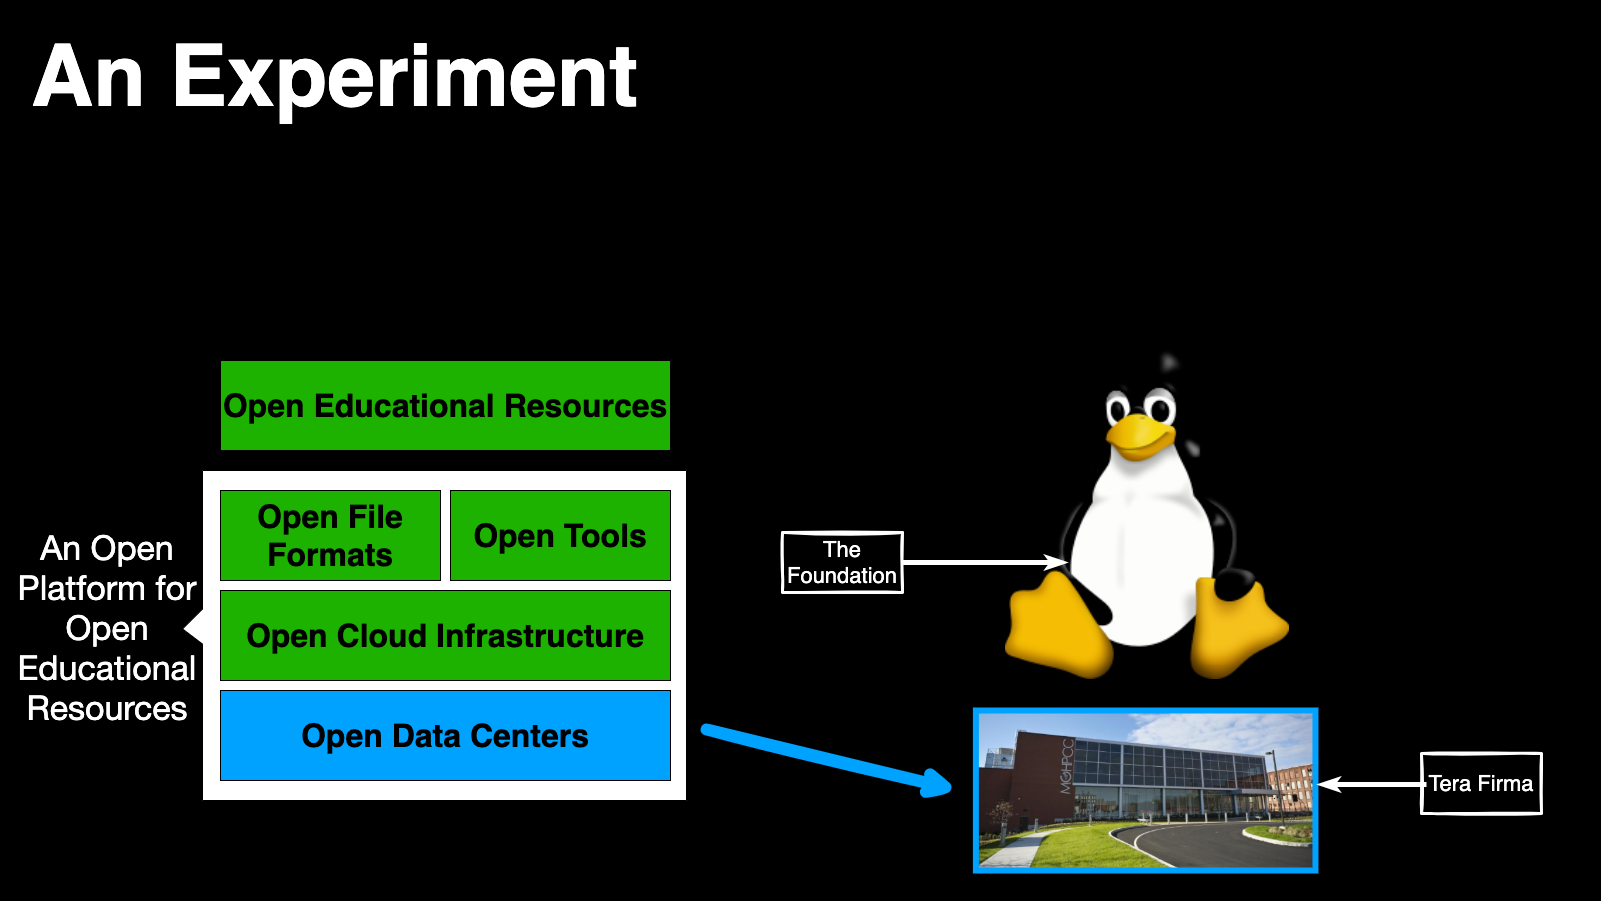 An Experiment
Open Educational Resources
Open File
Formats
Open Tools
Open Cloud Infrastructure
Open Data Centers
An Open
Platform for
Open
Educational
Resources
The
Foundation
MGHPCC
Tera Firma